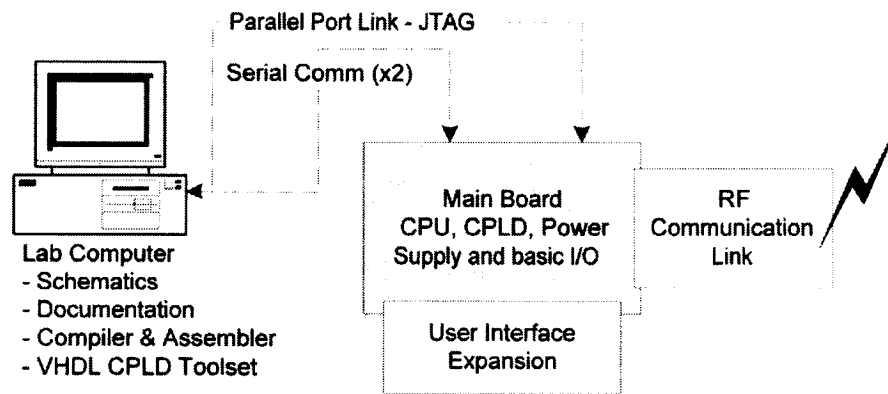 Parallel Port Link - JTAG
Serial Comm (x2)
Main Board
CPU, CPLD, Power
Supply and basic I/O
RF
Communication
Link
User Interface
Expansion
Lab Computer
- Schematics
- Documentation
- Compiler & Assembler
- VHDL CPLD Toolset